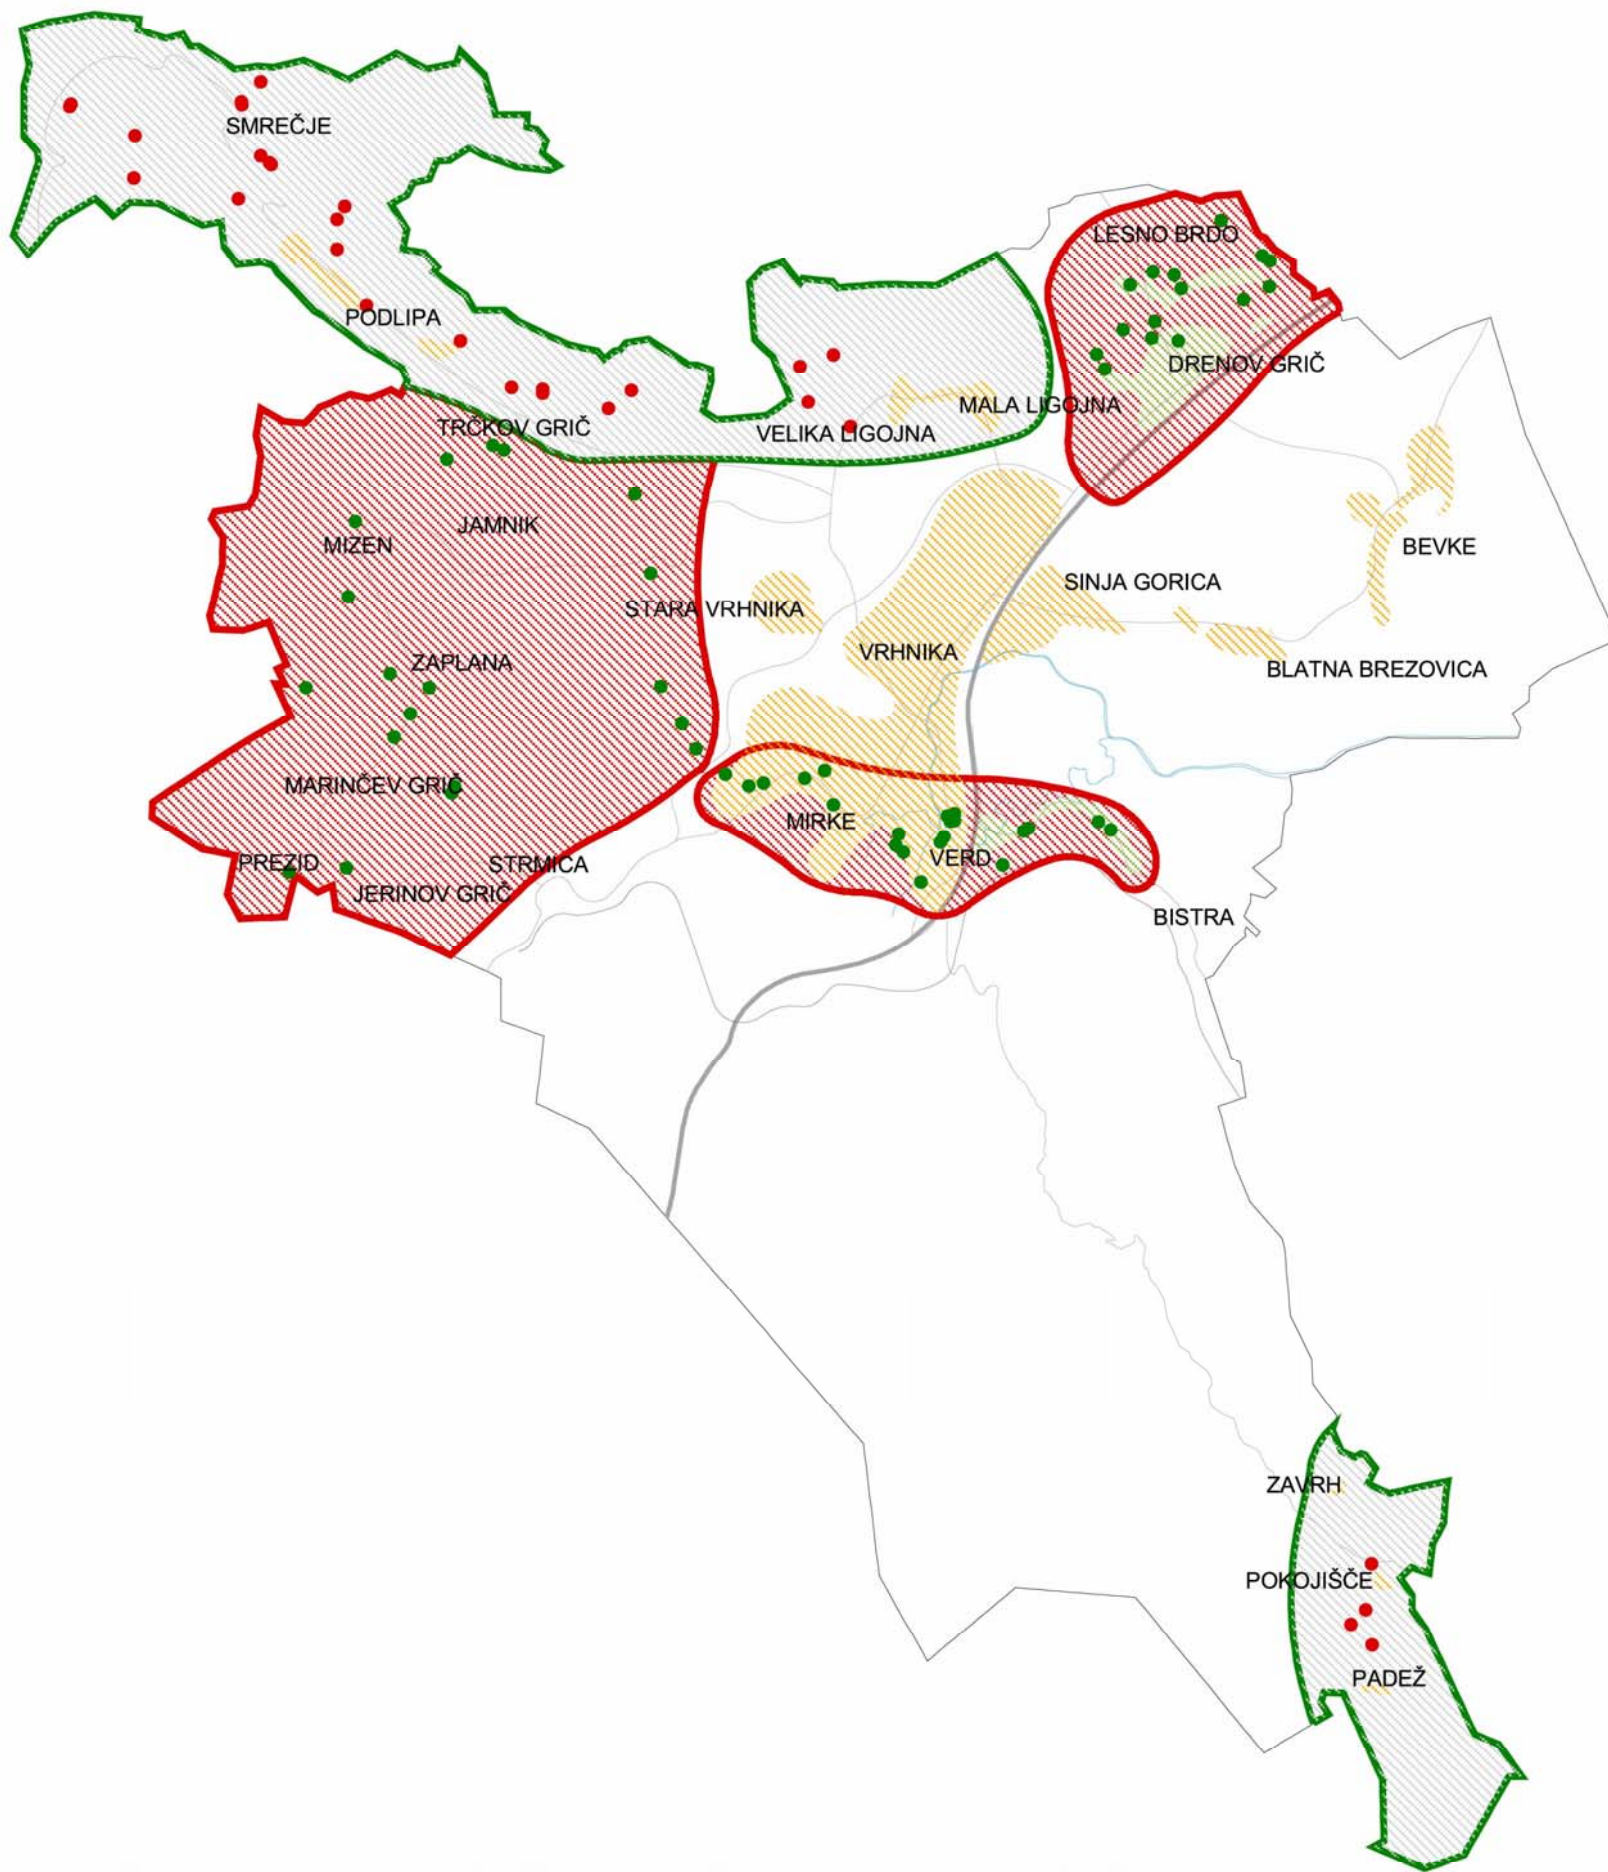 SMREČJE
LESNO BRDO
PODLIPA
DRENOV GRIČ
MALA LIGOJNA
TRČKOV GRIČ
VELIKA LIGOJNA
JAMNIK
MIZEN
BEVKE
SINJA GORICA
STARA VRHNIKA
VRHNIKA
ZAPLANA
BLATNA BREZOVICA
MARINČEV GRIČ
MIRKE
VERD
PREZID
STRMICA
JERINOV GRIČ
BISTRA
ZAVRH
POKOJIŠČE
PADEŽ